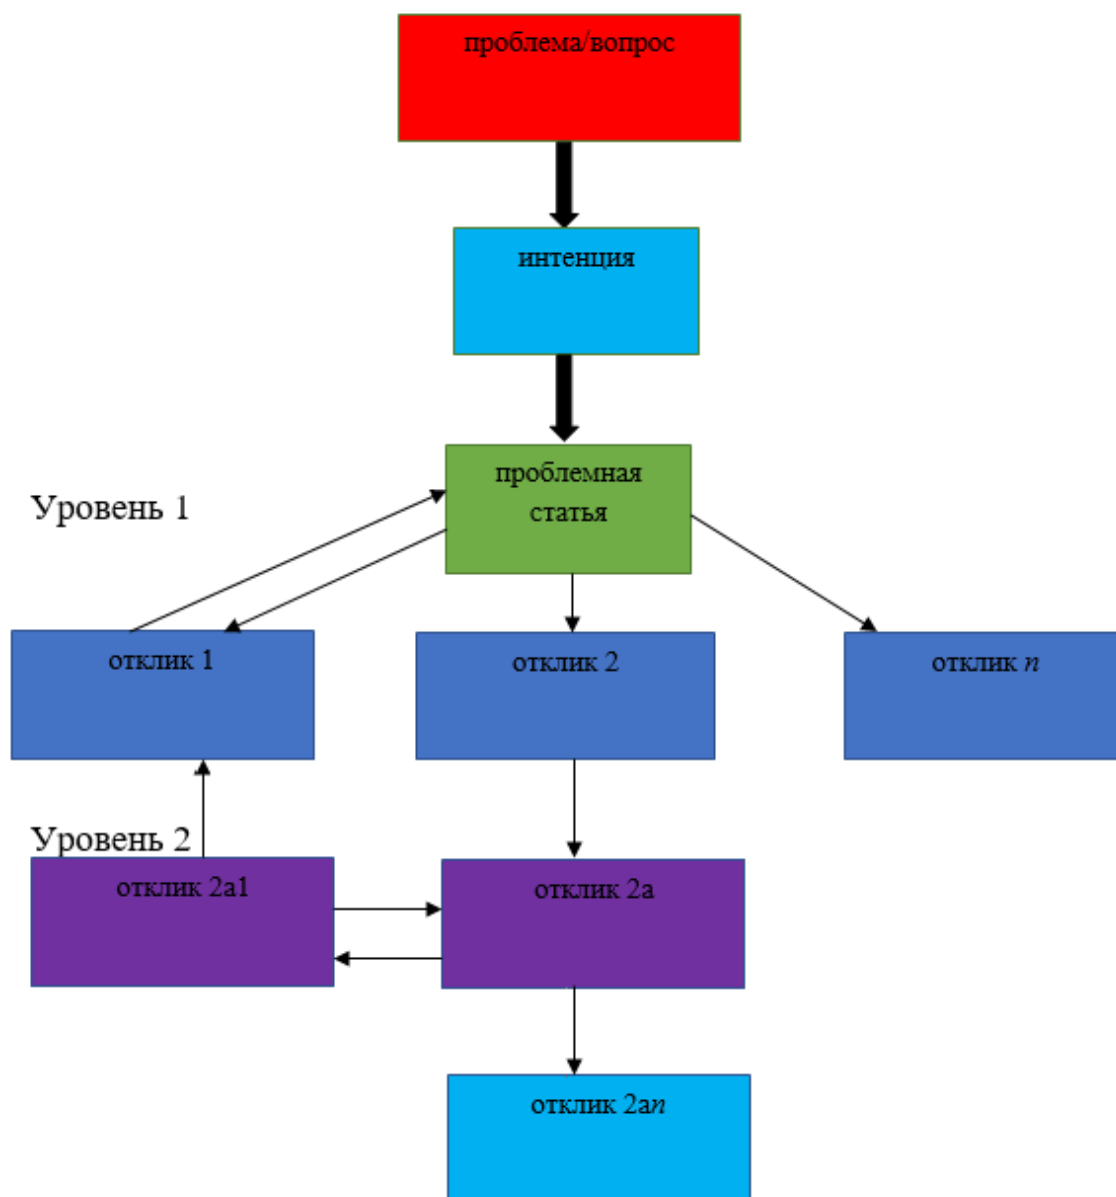 проблема/вопрос
интенция
проблемная
статья
Уровень 1
отклик 1
отклик 2
отклик n
Уровень 2
отклик 2а1
отклик 2а
отклик 2аn